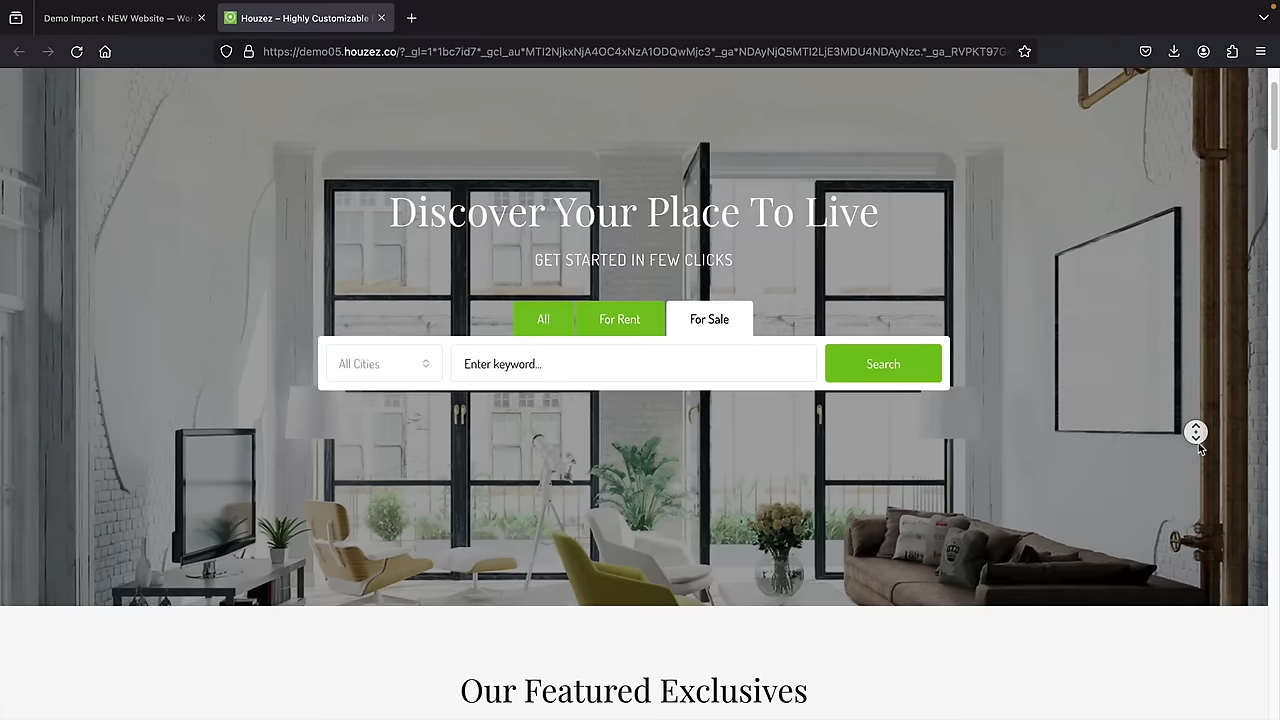 Demo Import ‹ NEW Website — Wor
Houzez – Highly Customizable
https://demo05.houzez.co/?_gl=1*1bc7id7*_gcl_au*MTI2NjkxNjA4OC4xNzA1ODQwMjc3*_ga*NDAyNjQ5MTI2LjE3MDU4NDAyNzc.*_ga_RVPKT97G
Discover Your Place To Live
GET STARTED IN FEW CLICKS
All
For Rent
For Sale
All Cities
Enter keyword...
Search
Our Featured Exclusives